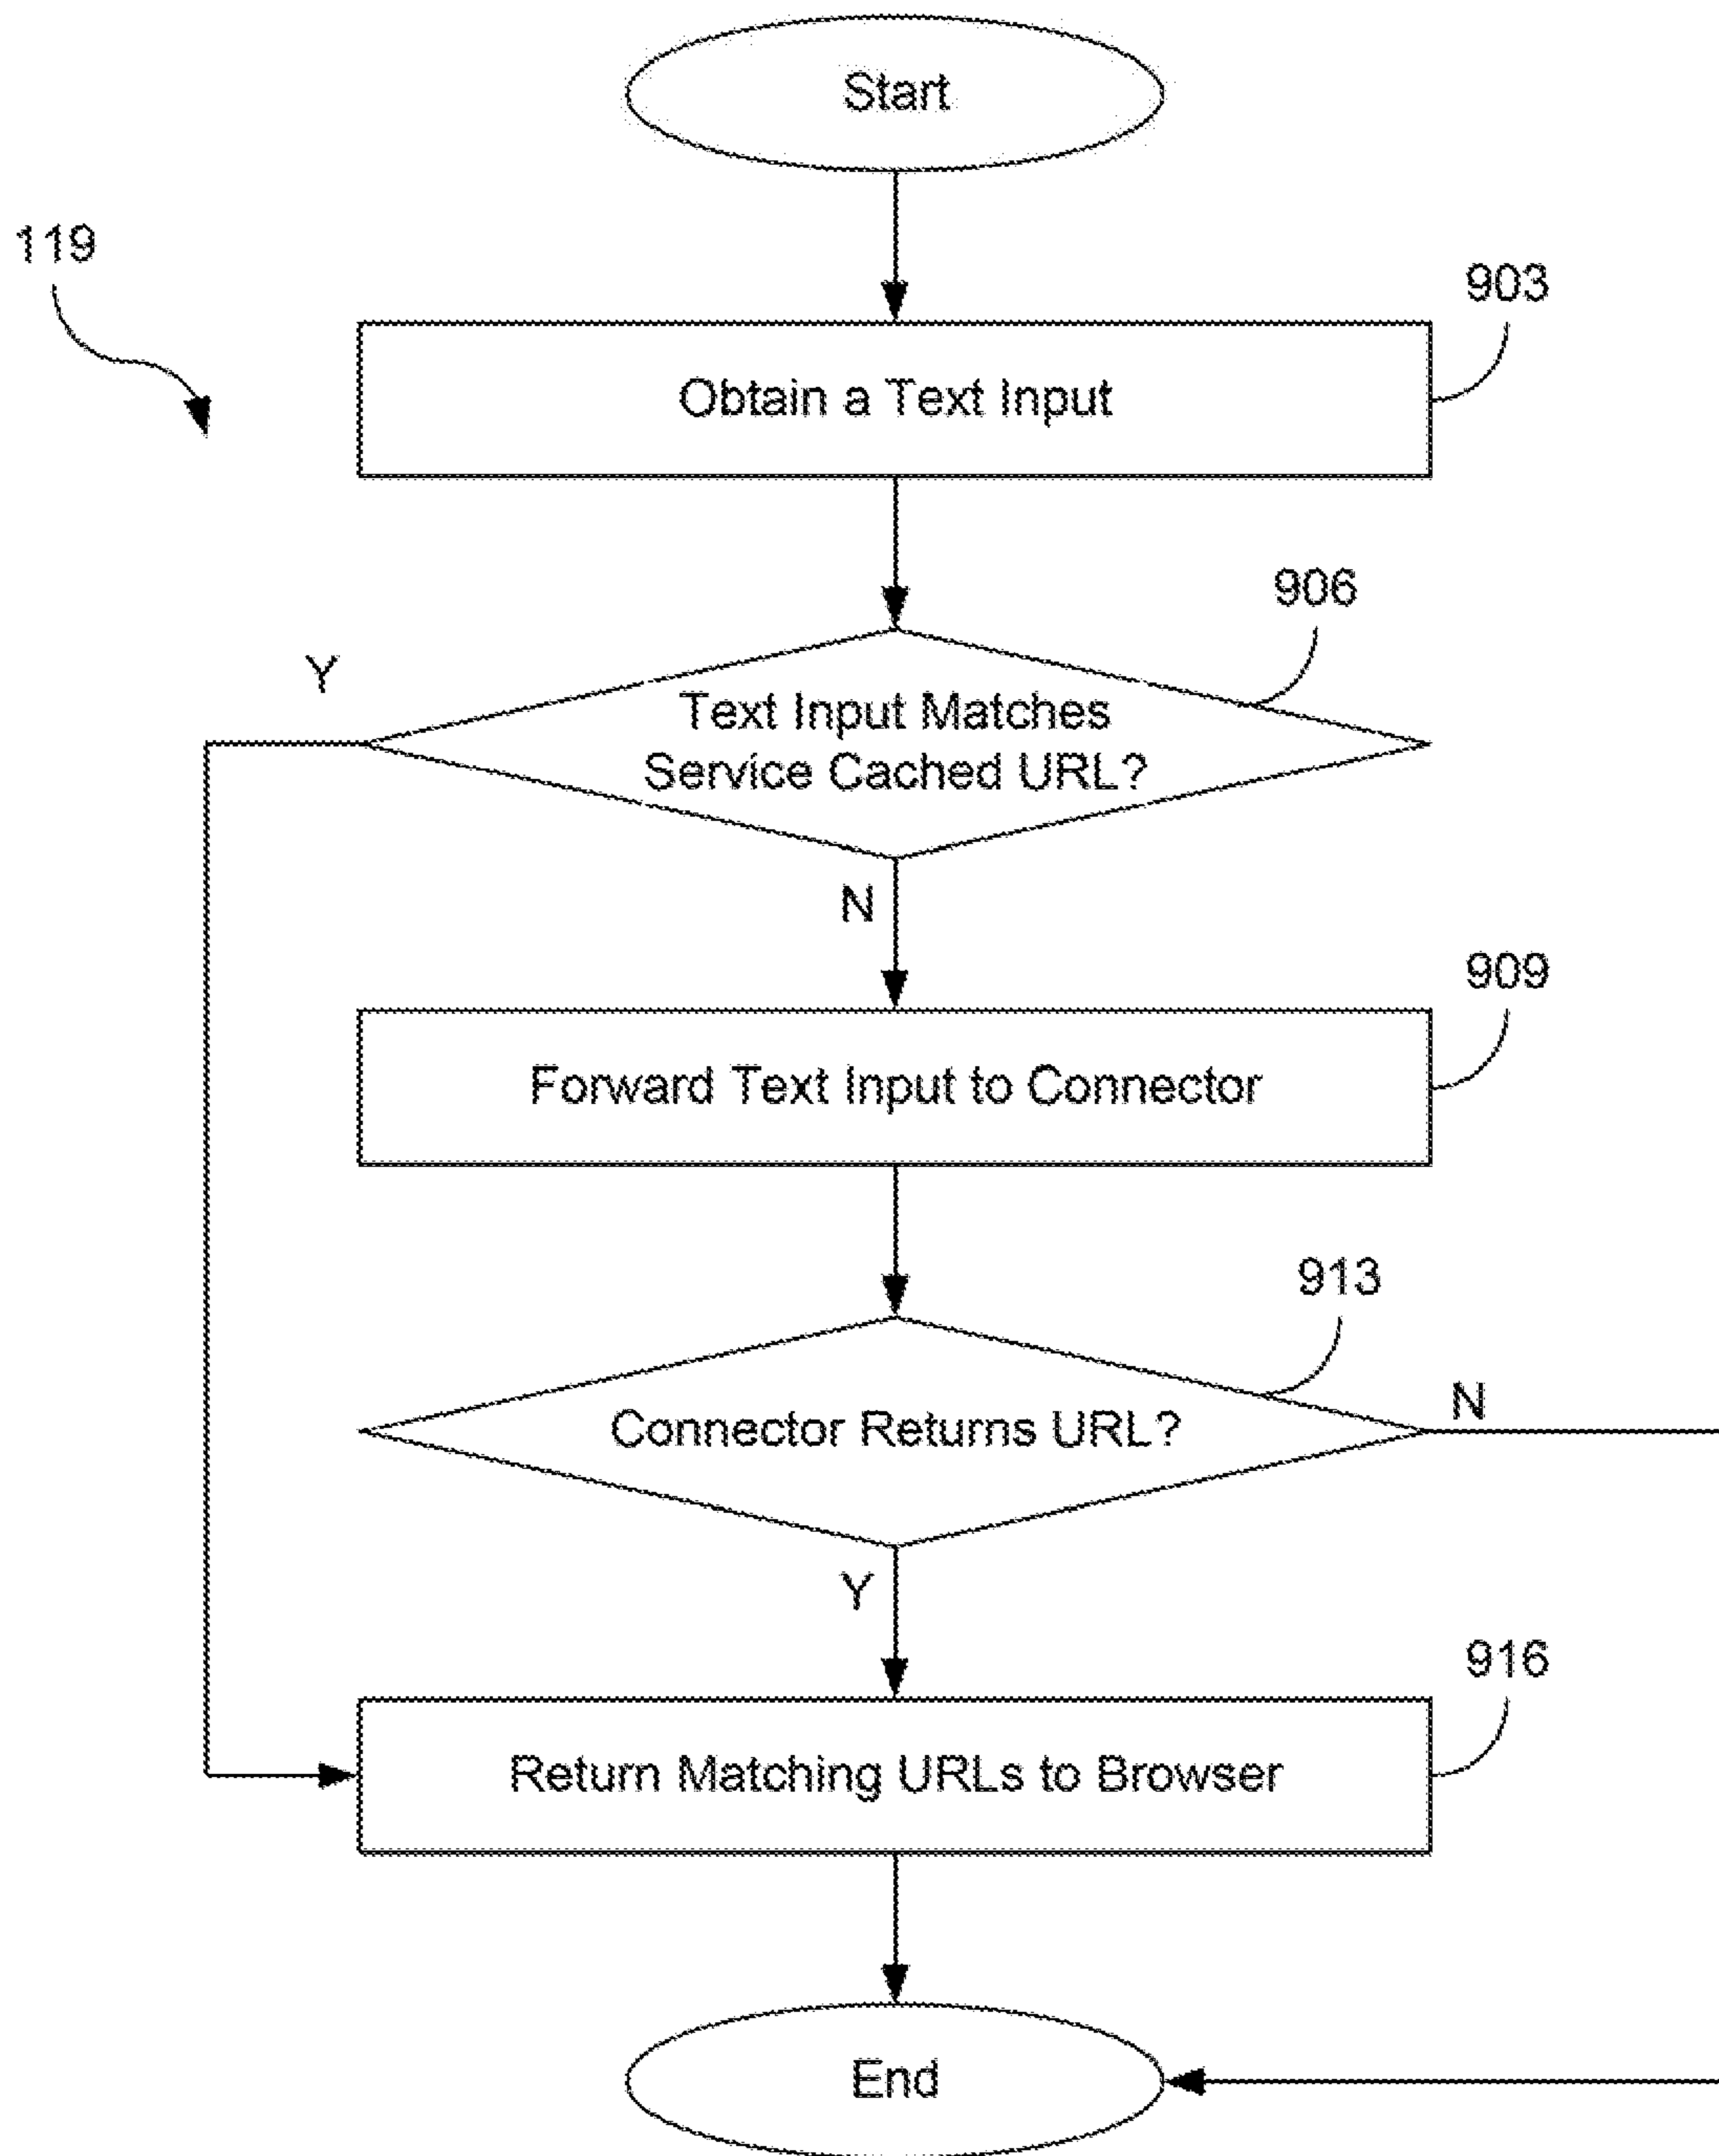 Start
119
903
Obtain a Text Input
906
Y
Text Input Matches
Service Cached URL?
N
909
Forward Text Input to Connector
913
Connector Returns URL?
N
Y
916
Return Matching URLs to Browser
End